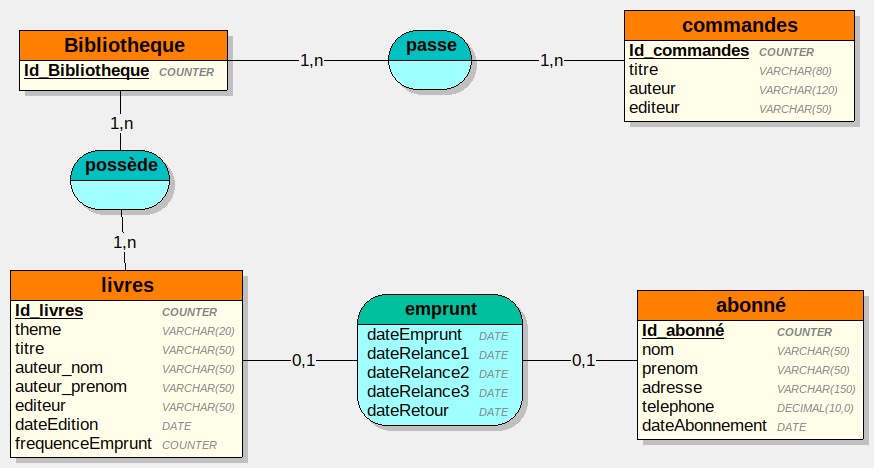 Bibliotheque
Id_Bibliotheque COUNTER
1,n
passe
1,n
commandes
Id_commandes COUNTER
titre VARCHAR(80)
auteur VARCHAR(120)
editeur VARCHAR(50)
1,n
possède
1,n
livres
Id_livres COUNTER
theme VARCHAR(20)
titre VARCHAR(50)
auteur_nom VARCHAR(50)
auteur_prenom VARCHAR(50)
editeur VARCHAR(50)
dateEdition DATE
frequenceEmprunt COUNTER
0,1
emprunt
dateEmprunt DATE
dateRelance1 DATE
dateRelance2 DATE
dateRelance3 DATE
dateRetour DATE
0,1
abonné
Id_abonné COUNTER
nom VARCHAR(50)
prenom VARCHAR(50)
adresse VARCHAR(150)
telephone DECIMAL(10,0)
dateAbonnement DATE